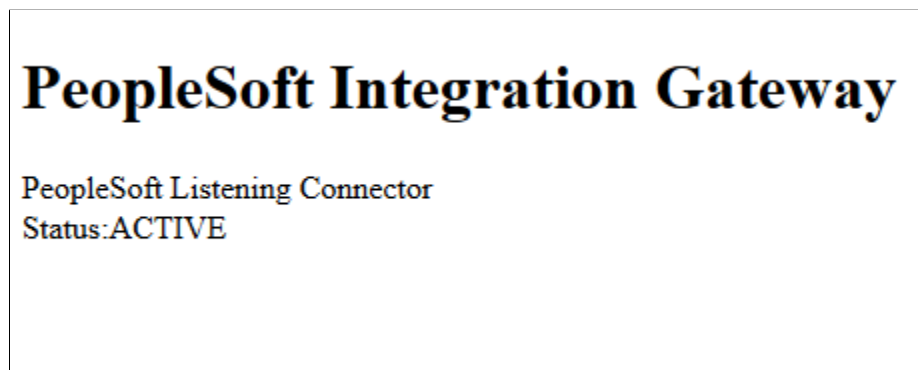 PeopleSoft Integration Gateway
PeopleSoft Listening Connector
Status:ACTIVE